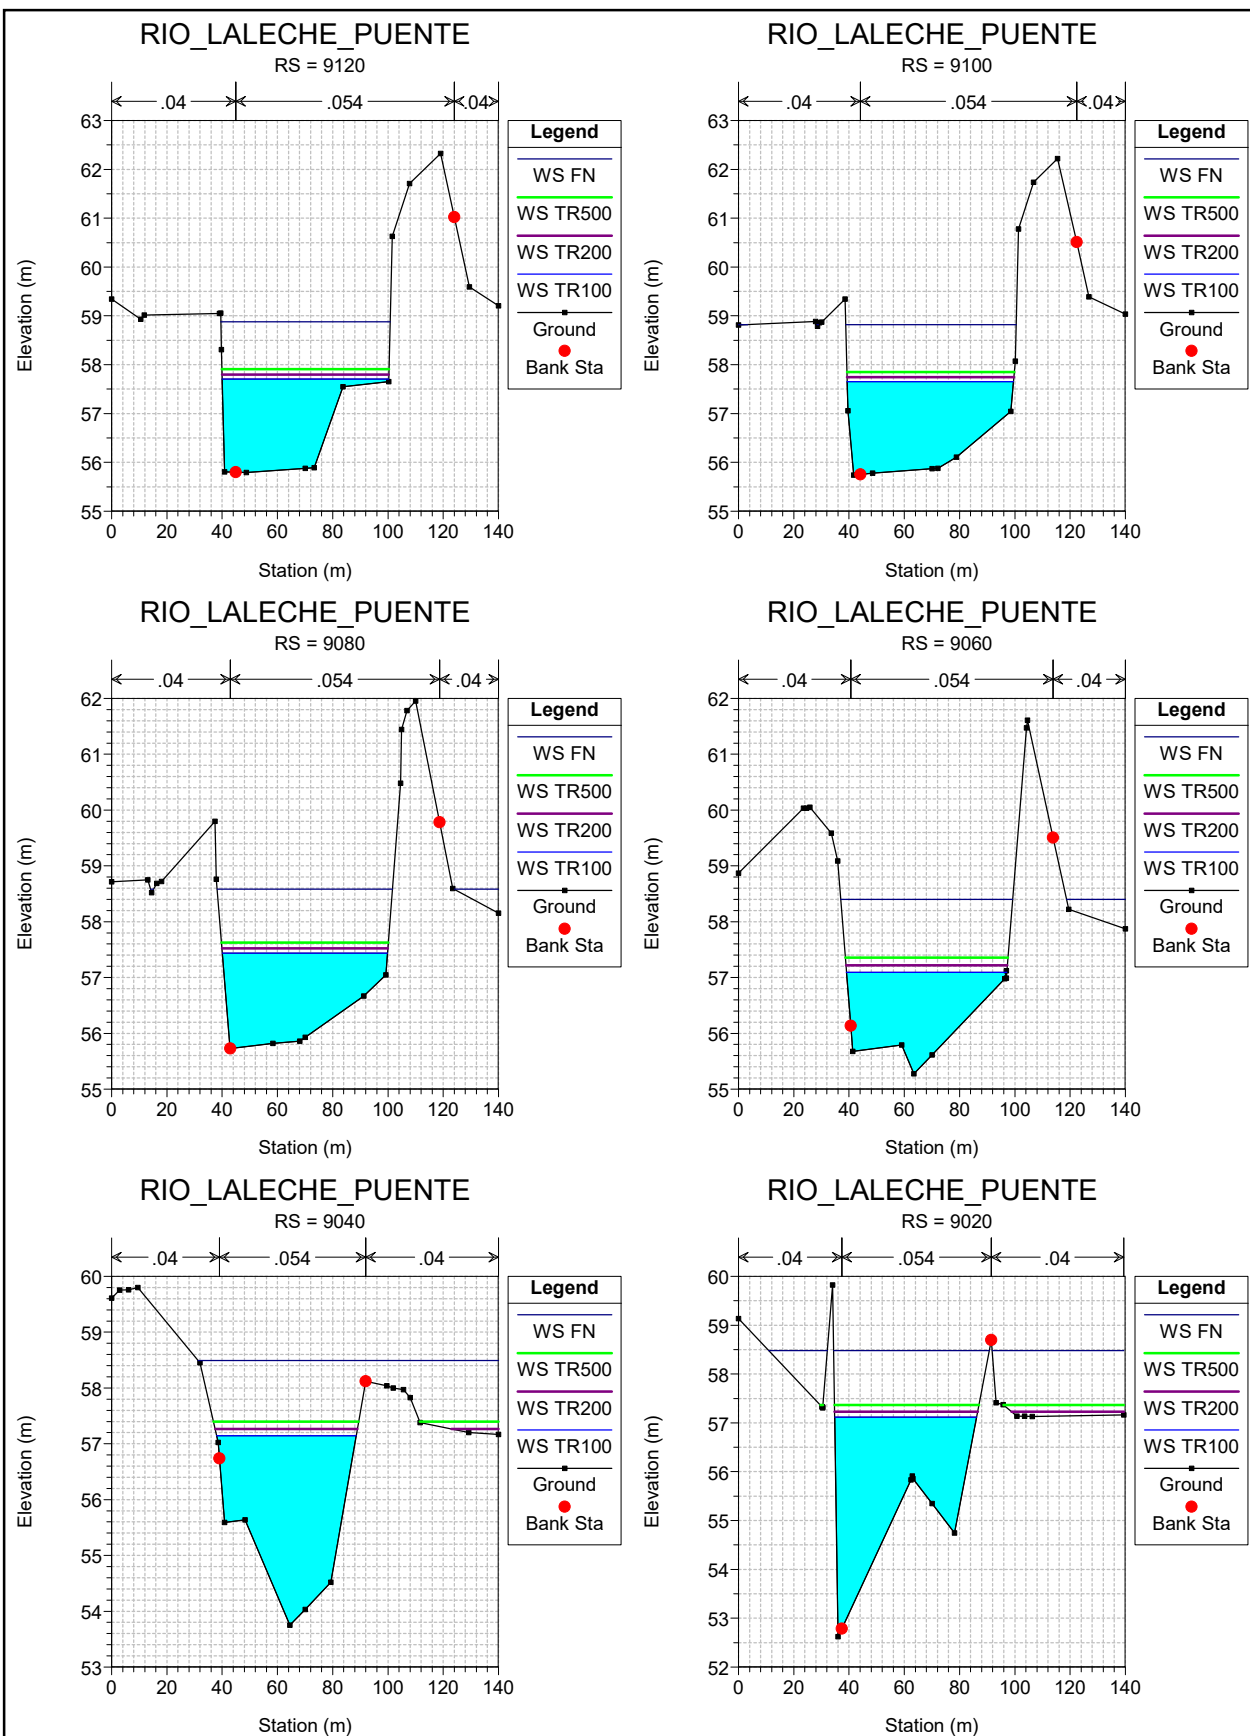 RIO_LALECHE_PUENTE
RS = 9120
.04 .054 .04
63
62
61
60
59
58
57
56
55
Elevation (m)
0 20 40 60 80 100 120 140
Station (m)
Legend
WS FN
WS TR500
WS TR200
WS TR100
Ground
Bank Sta
RIO_LALECHE_PUENTE
RS = 9100
.04 .054 .04
63
62
61
60
59
58
57
56
55
Elevation (m)
0 20 40 60 80 100 120 140
Station (m)
Legend
WS FN
WS TR500
WS TR200
WS TR100
Ground
Bank Sta
RIO_LALECHE_PUENTE
RS = 9080
.04 .054 .04
62
61
60
59
58
57
56
55
Elevation (m)
0 20 40 60 80 100 120 140
Station (m)
Legend
WS FN
WS TR500
WS TR200
WS TR100
Ground
Bank Sta
RIO_LALECHE_PUENTE
RS = 9060
.04 .054 .04
62
61
60
59
58
57
56
55
Elevation (m)
0 20 40 60 80 100 120 140
Station (m)
Legend
WS FN
WS TR500
WS TR200
WS TR100
Ground
Bank Sta
RIO_LALECHE_PUENTE
RS = 9040
.04 .054 .04
60
59
58
57
56
55
54
53
Elevation (m)
0 20 40 60 80 100 120 140
Station (m)
Legend
WS FN
WS TR500
WS TR200
WS TR100
Ground
Bank Sta
RIO_LALECHE_PUENTE
RS = 9020
.04 .054 .04
60
59
58
57
56
55
54
53
52
Elevation (m)
0 20 40 60 80 100 120 140
Station (m)
Legend
WS FN
WS TR500
WS TR200
WS TR100
Ground
Bank Sta